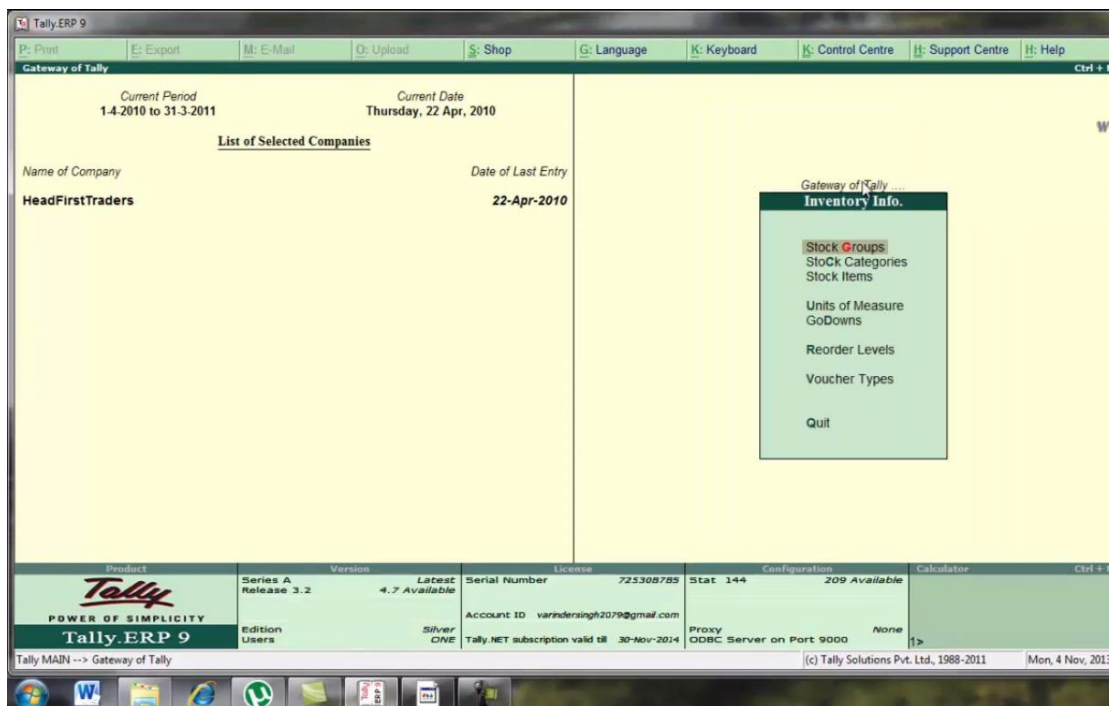 Tally.ERP 9
P: Print E: Export M: E-Mail O: Upload S: Shop G: Language K: Keyboard K: Control Centre H: Support Centre H: Help
Gateway of Tally Ctrl +
Current Period Current Date
1-4-2010 to 31-3-2011 Thursday, 22 Apr, 2010
List of Selected Companies
Name of Company Date of Last Entry
HeadFirstTraders 22-Apr-2010
W
Gateway of Tally ....
Inventory Info.
Stock Groups
StoCk Categories
Stock Items
Units of Measure
GoDowns
Reorder Levels
Voucher Types
Quit
Product Version License Configuration Calculator Ctrl +
Tally
POWER OF SIMPLICITY
Tally.ERP 9
Series A Latest
Release 3.2 4.7 Available
Edition Silver
Users ONE
Serial Number 725308785
Account ID varindersingh2079@gmail.com
Tally.NET subscription valid till 30-Nov-2014
Stat 144 209 Available
Proxy None
ODBC Server on Port 9000
1>
Tally MAIN --> Gateway of Tally (c) Tally Solutions Pvt. Ltd., 1988-2011 Mon, 4 Nov, 2013